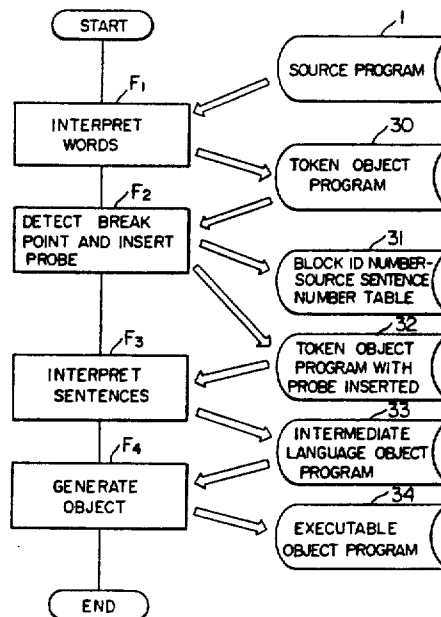 START
1
SOURCE PROGRAM
F1
INTERPRET
WORDS
30
TOKEN OBJECT
PROGRAM
F2
DETECT BREAK
POINT AND INSERT
PROBE
31
BLOCK ID NUMBER-
SOURCE SENTENCE
NUMBER TABLE
32
TOKEN OBJECT
PROGRAM WITH
PROBE INSERTED
F3
INTERPRET
SENTENCES
33
INTERMEDIATE
LANGUAGE OBJECT
PROGRAM
F4
GENERATE
OBJECT
34
EXECUTABLE
OBJECT PROGRAM
END